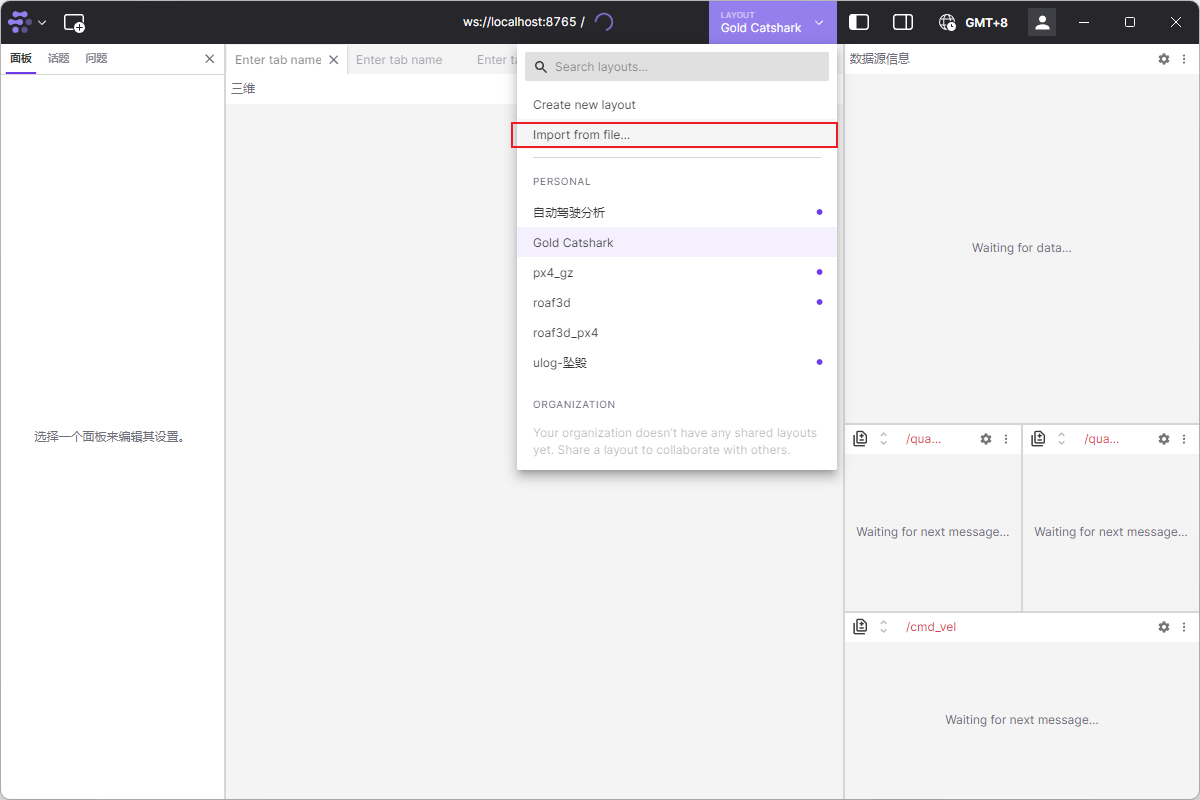 ws://localhost:8765 /
LAYOUT
Gold Catshark
GMT+8
面板
话题
问题
Enter tab name
Enter tab name
Enter ta
三维
选择一个面板来编辑其设置。
Search layouts...
Create new layout
Import from file...
PERSONAL
自动驾驶分析
Gold Catshark
px4_gz
roaf3d
roaf3d_px4
ulog-坠毁
ORGANIZATION
Your organization doesn't have any shared layouts
yet. Share a layout to collaborate with others.
数据源信息
Waiting for data...
/qua...
/qua...
Waiting for next message...
Waiting for next message...
/cmd_vel
Waiting for next message...